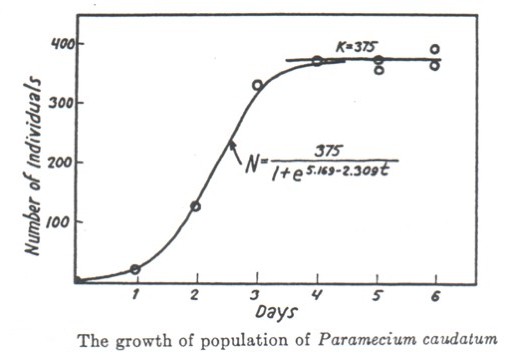 400
300
200
100
Number of Individuals
K=375
N= 375
1+e 5.169-2.309t
1 2 3 4 5 6
Days
The growth of population of Paramecium caudatum